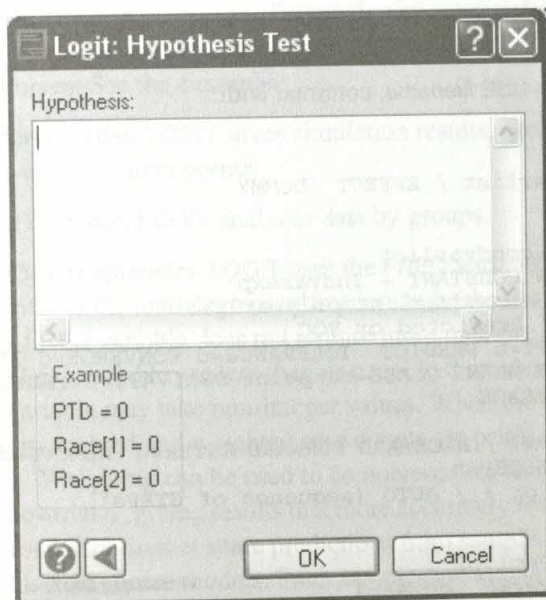 Logit: Hypothesis Test
Hypothesis:
Example
PTD = 0
Race[1] = 0
Race[2] = 0
OK
Cancel